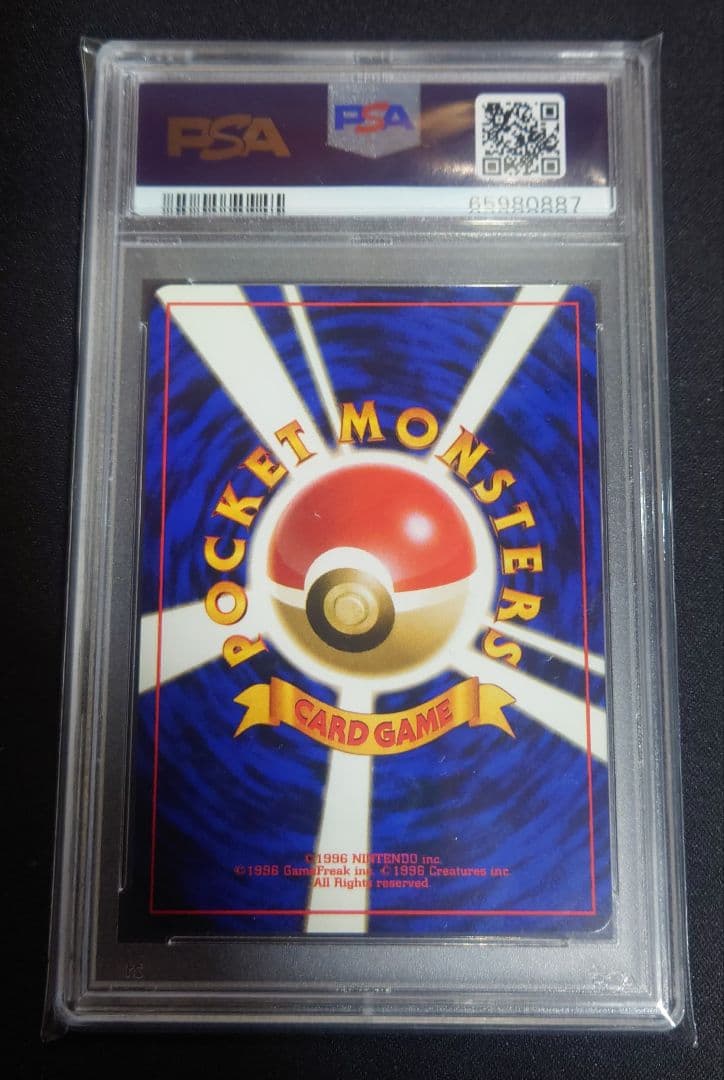 PSA
PSA
65980887
POCKET MONSTERS
CARD GAME
©1996 NINTENDO inc.
©1996 GameFreak inc. ©1996 Creatures inc.
All Rights reserved.